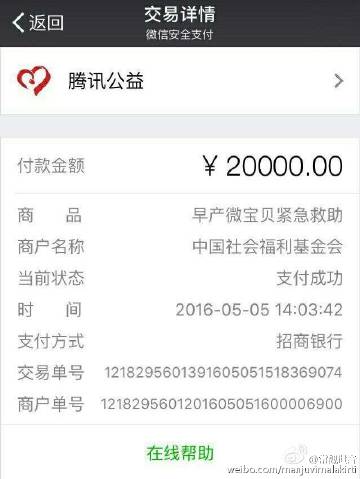 返回
交易详情
微信安全支付
腾讯公益
付款金额 ¥ 20000.00
商 品 早产微宝贝紧急救助
商户名称 中国社会福利基金会
当前状态 支付成功
时 间 2016-05-05 14:03:42
支付方式 招商银行
交易单号 1218295601391605051518369074
商户单号 1218295601201605051600006900
在线帮助
weibo.com/manjuvimalakirti